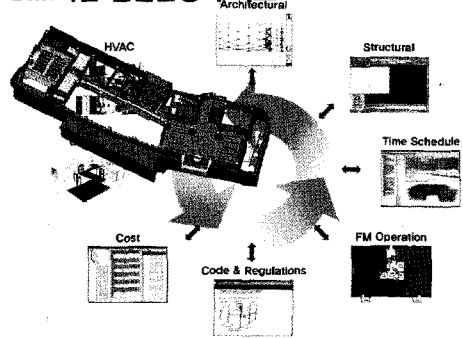 Architectural
HVAC
Structural
Time Schedule
Cost
FM Operation
Code & Regulations